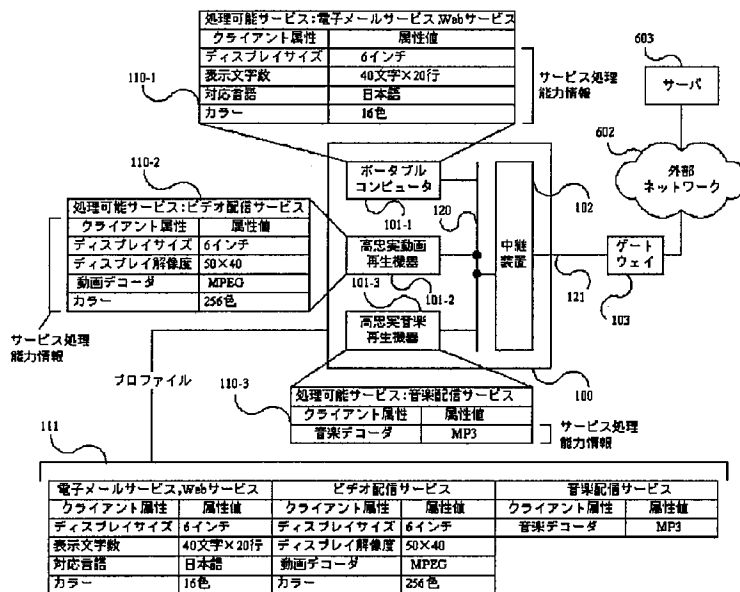 処理可能サービス:電子メールサービス,Webサービス
クライアント属性 属性値
ディスプレイサイズ 6インチ
表示文字数 40文字×20行
対応言語 日本語
カラー 16色
110-1
サービス処理
能力情報
603
サーバ
602
外部
ネットワーク
110-2
処理可能サービス:ビデオ配信サービス
クライアント属性 属性値
ディスプレイサイズ 6インチ
ディスプレイ解像度 50×40
動画デコーダ MPEG
カラー 256色
サービス処理
能力情報
ポータブル
コンピュータ
101-1
120
102
中継
装置
高忠実動画
再生機器
101-3
101-2
高忠実音楽
再生機器
121
ゲート
ウェイ
103
100
プロファイル
110-3
処理可能サービス:音楽配信サービス
クライアント属性 属性値
音楽デコーダ MP3
サービス処理
能力情報
111
電子メールサービス,Webサービス ビデオ配信サービス 音楽配信サービス
クライアント属性 属性値 クライアント属性 属性値 クライアント属性 属性値
ディスプレイサイズ 6インチ ディスプレイサイズ 6インチ 音楽デコーダ MP3
表示文字数 40文字×20行 ディスプレイ解像度 50×40
対応言語 日本語 動画デコーダ MPEG
カラー 16色 カラー 256色